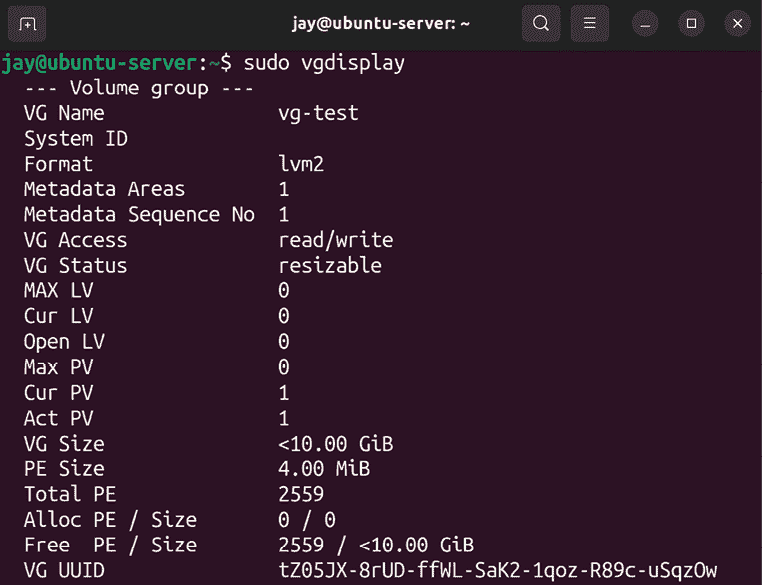 jay@ubuntu-server: ~
jay@ubuntu-server:~$ sudo vgdisplay
--- Volume group ---
VG Name vg-test
System ID
Format lvm2
Metadata Areas 1
Metadata Sequence No 1
VG Access read/write
VG Status resizable
MAX LV 0
Cur LV 0
Open LV 0
Max PV 0
Cur PV 1
Act PV 1
VG Size <10.00 GiB
PE Size 4.00 MiB
Total PE 2559
Alloc PE / Size 0 / 0
Free PE / Size 2559 / <10.00 GiB
VG UUID tZ05JX-8rUD-ffWL-SaK2-1qoz-R89c-uSqzOw